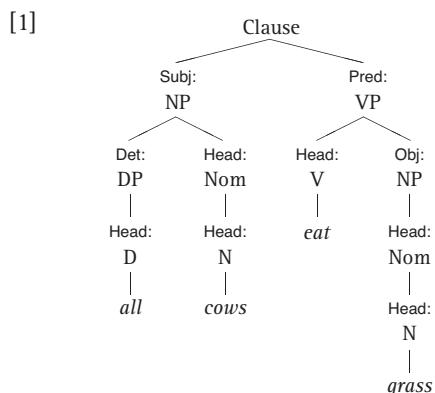 [1]
Clause
Subj: Pred:
NP VP
Det: Head: Head: Obj:
DP Nom V NP
Head: Head: eat Head:
D N Nom
all cows Head:
N
grass